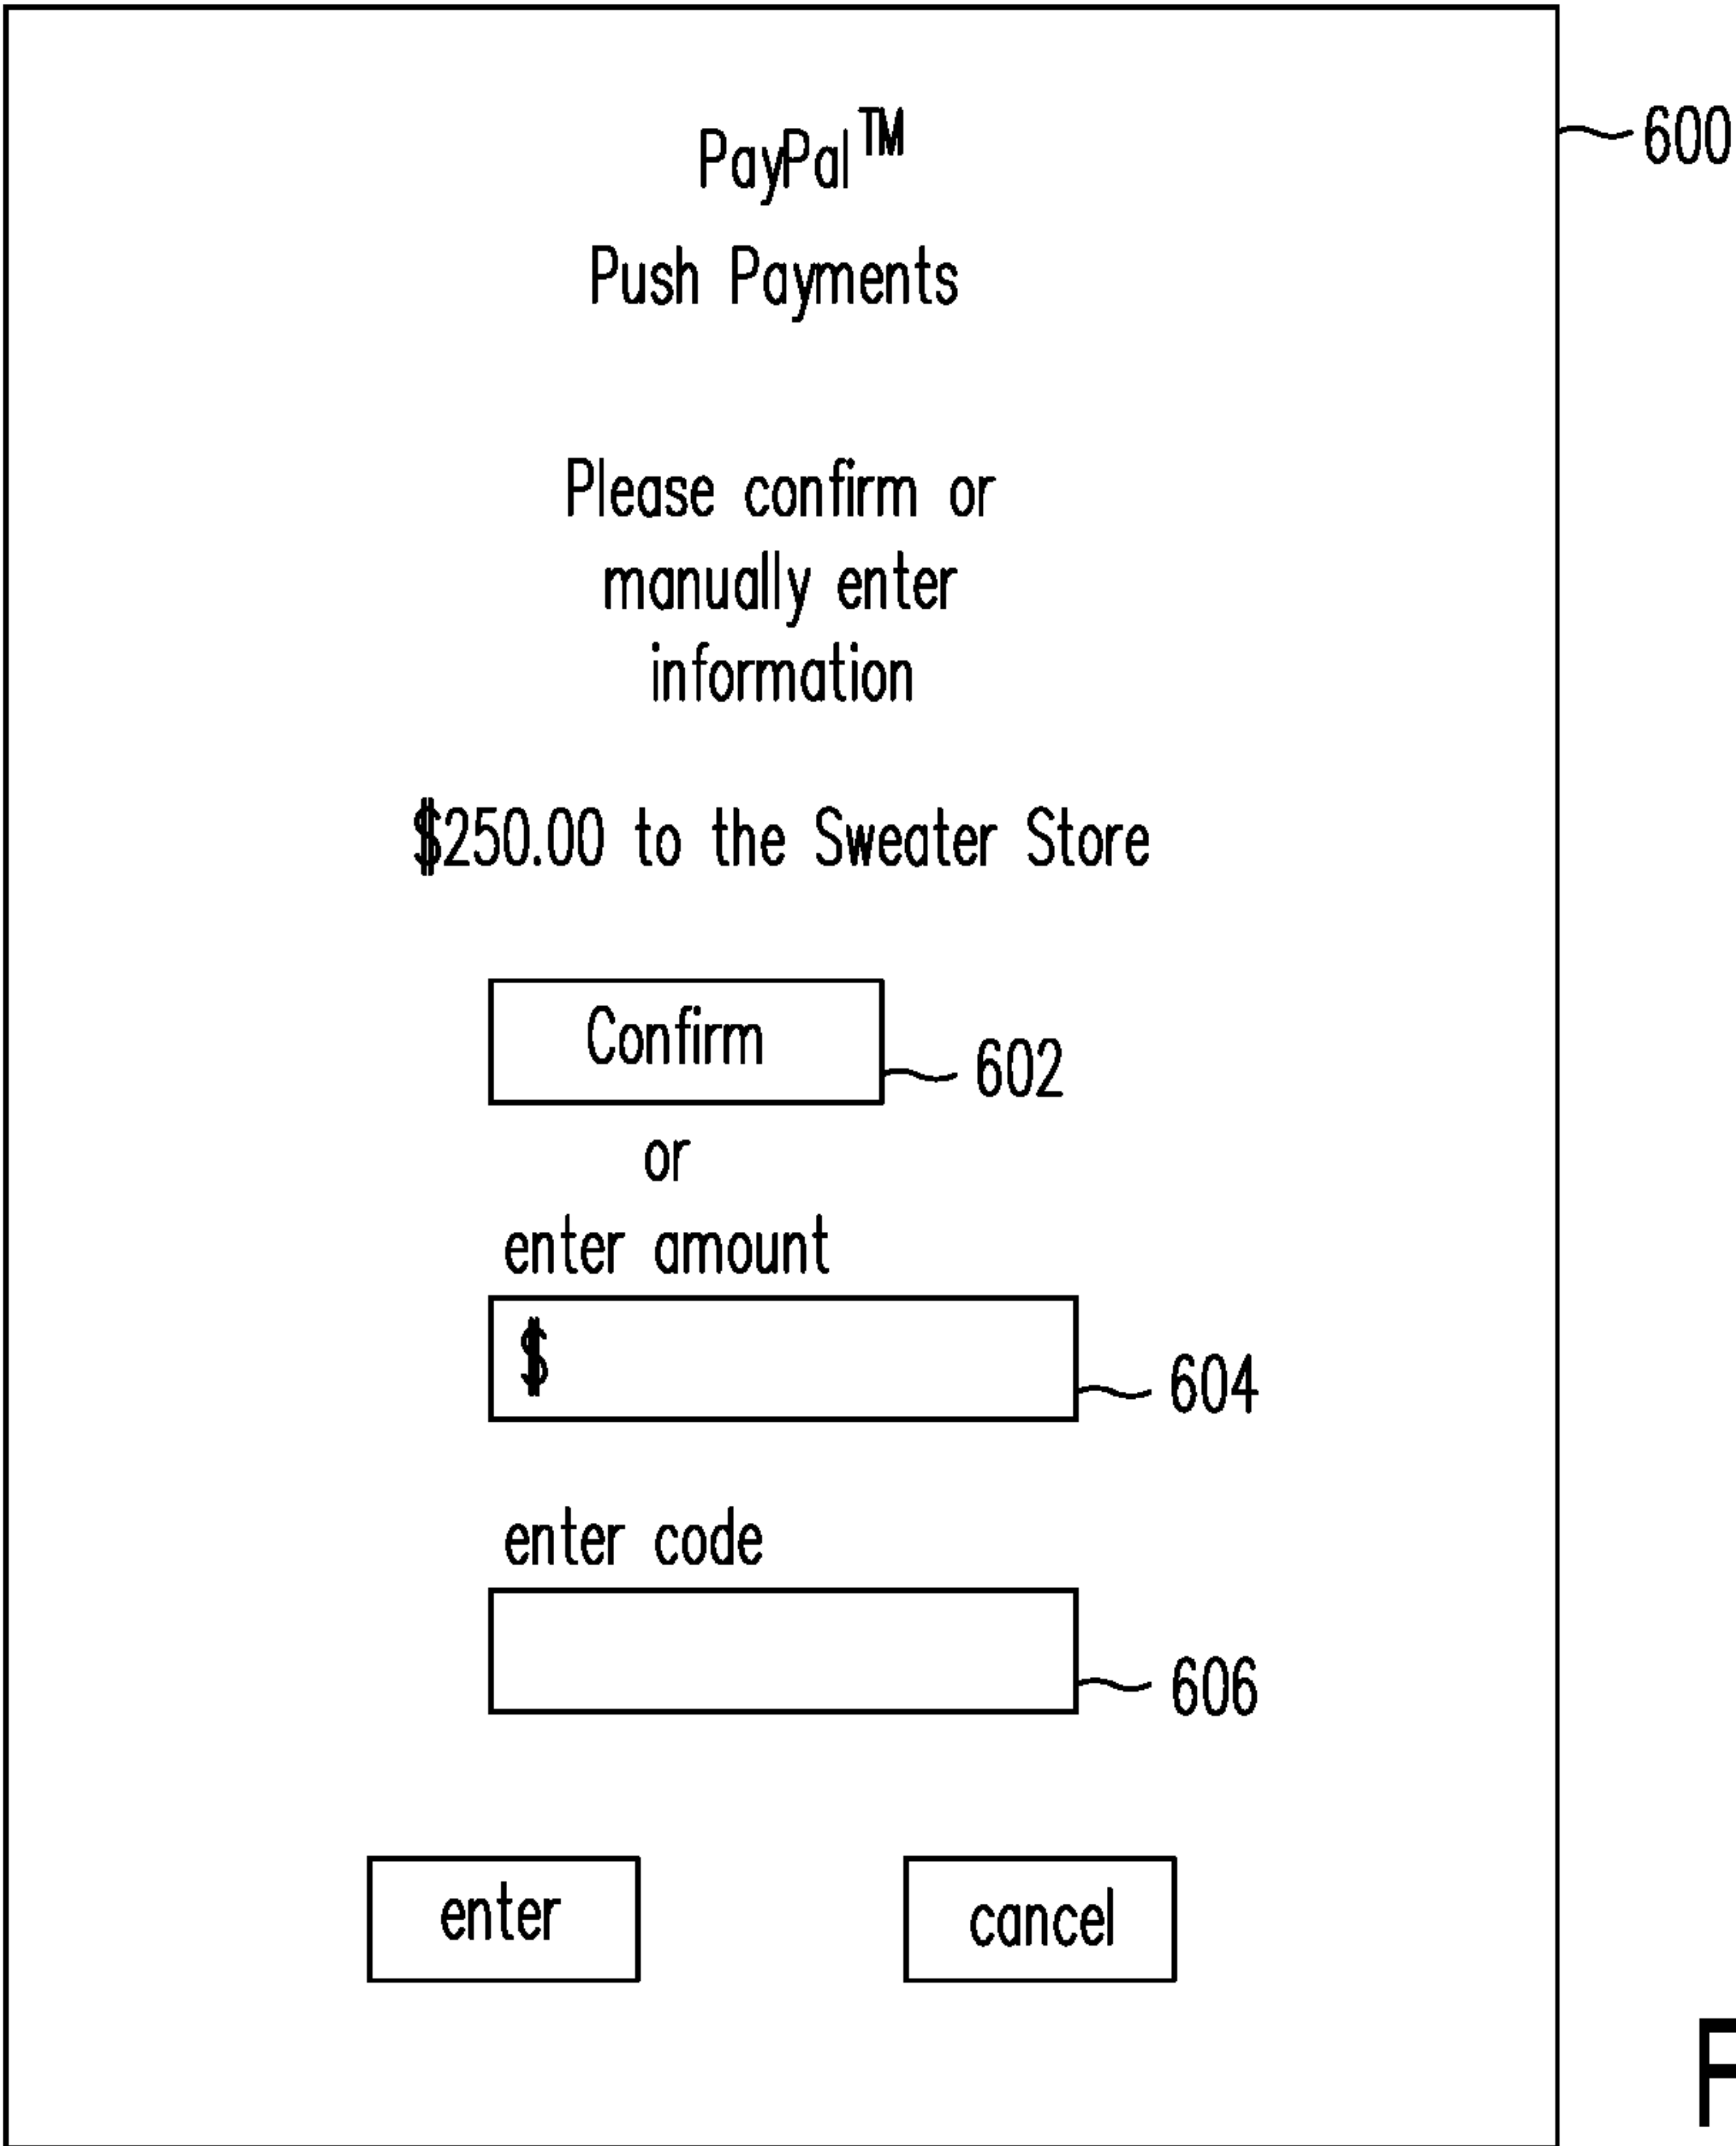 PayPal™
600
Push Payments
Please confirm or
manually enter
information
$250.00 to the Sweater Store
Confirm
602
or
enter amount
$
604
enter code
606
enter
cancel
F